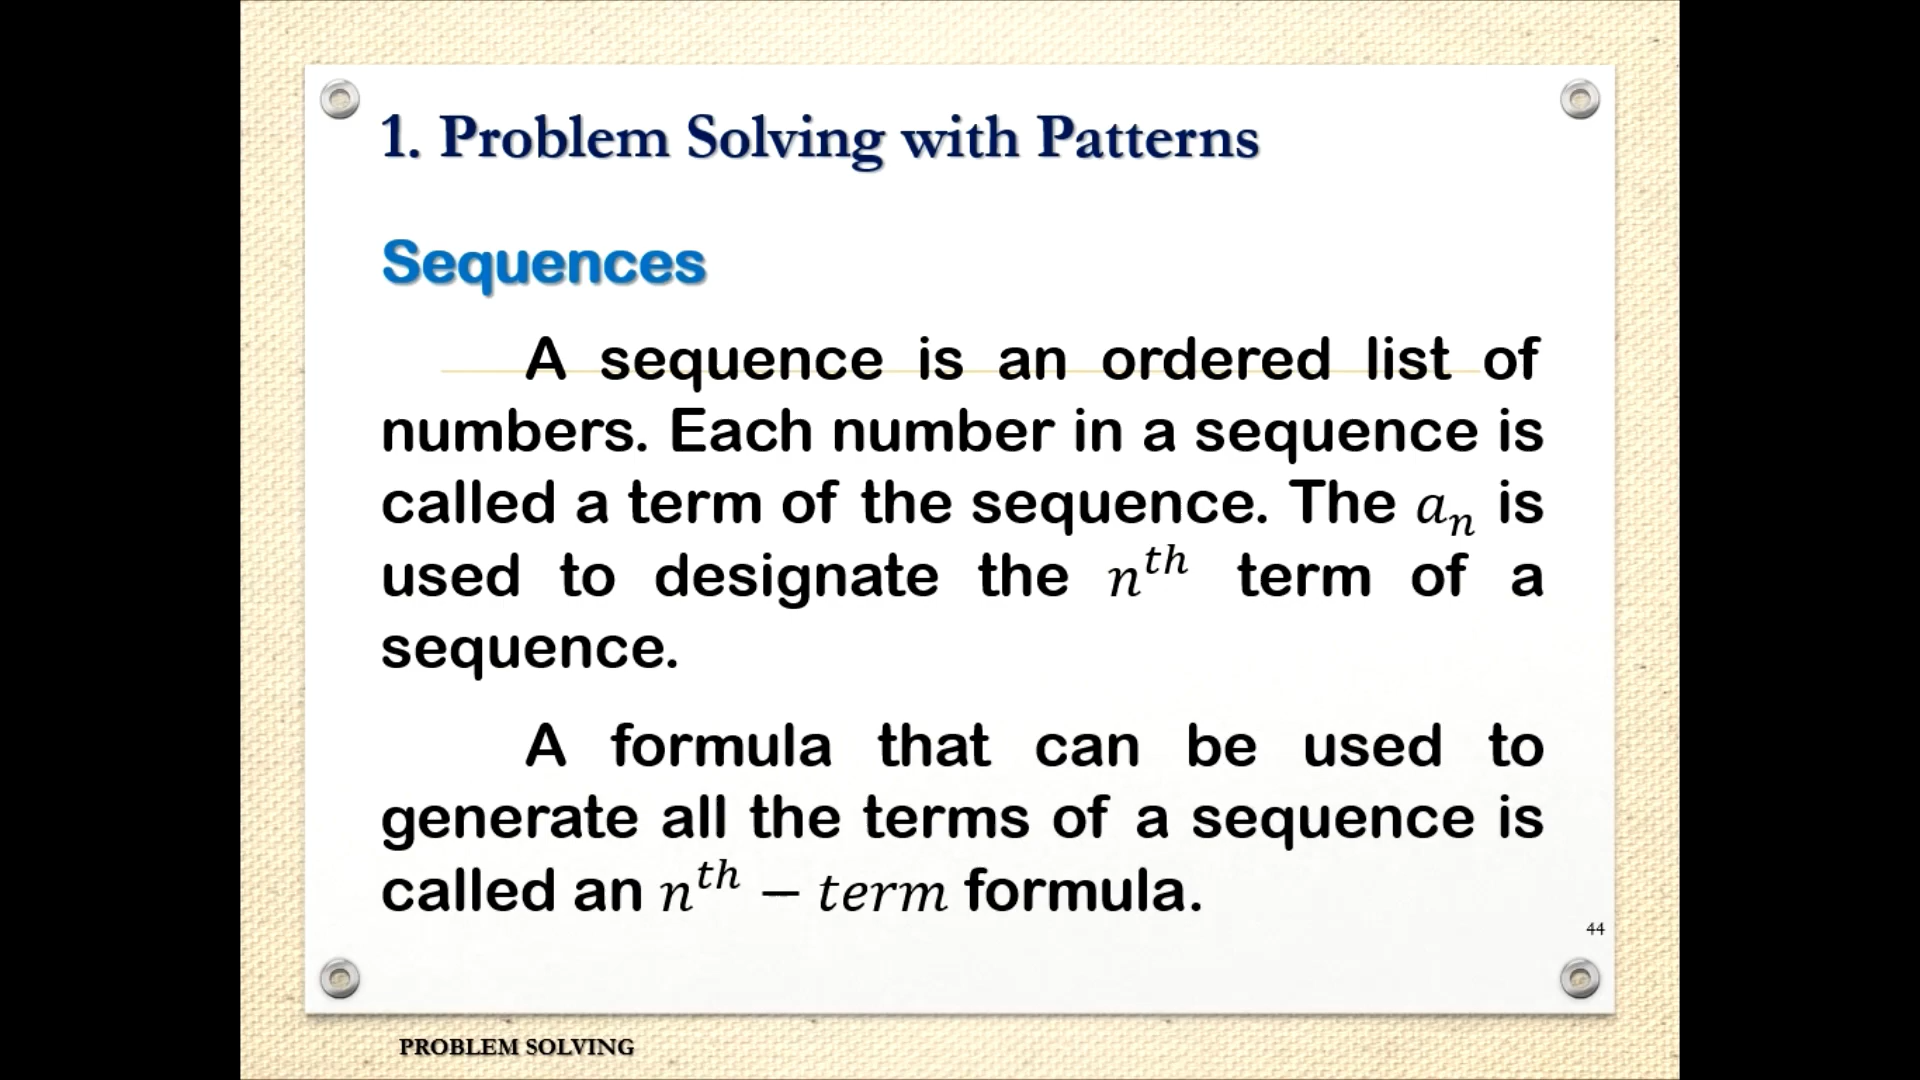 1. Problem Solving with Patterns
Sequences
A sequence is an ordered list of
numbers. Each number in a sequence is
called a term of the sequence. The aₙ is
used to designate the nᵗʰ term of a
sequence.
A formula that can be used to
generate all the terms of a sequence is
called an nᵗʰ − term formula.
44
PROBLEM SOLVING